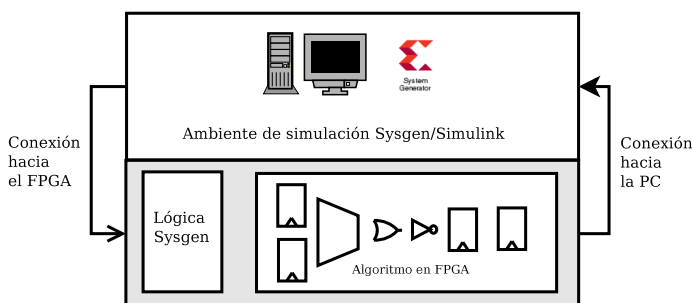 System
Generator
Ambiente de simulación Sysgen/Simulink
Conexión
hacia
el FPGA
Conexión
hacia
la PC
Lógica
Sysgen
Algoritmo en FPGA